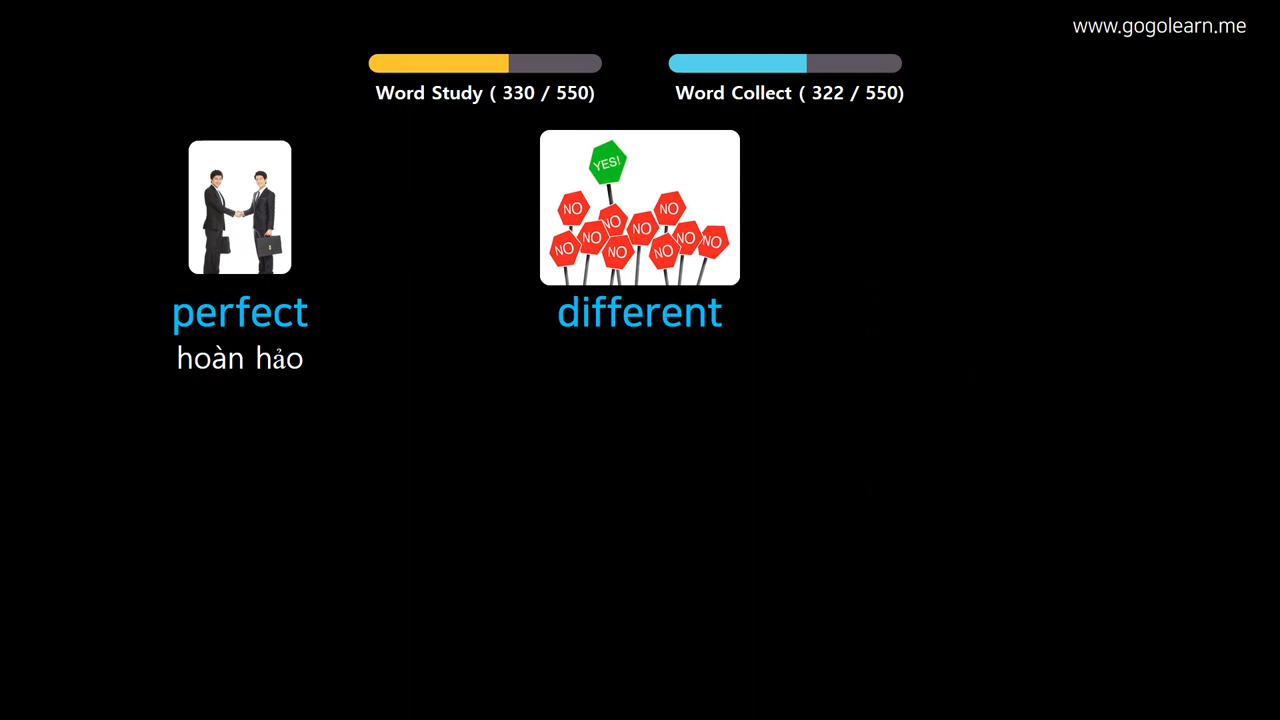 www.gogolearn.me
Word Study ( 330 / 550)
Word Collect ( 322 / 550)
YES!
NO
NO
NO
NO
NO
NO
NO
NO
NO
NO
perfect
different
hoàn hảo